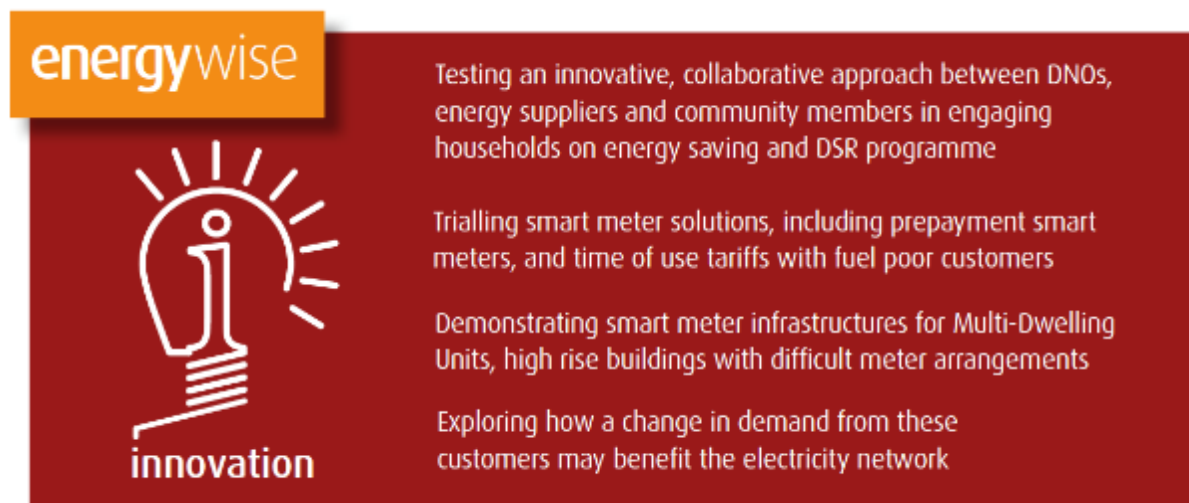 energywise
Testing an innovative, collaborative approach between DNOs,
energy suppliers and community members in engaging
households on energy saving and DSR programme
Trialling smart meter solutions, including prepayment smart
meters, and time of use tariffs with fuel poor customers
Demonstrating smart meter infrastructures for Multi-Dwelling
Units, high rise buildings with difficult meter arrangements
Exploring how a change in demand from these
customers may benefit the electricity network
innovation